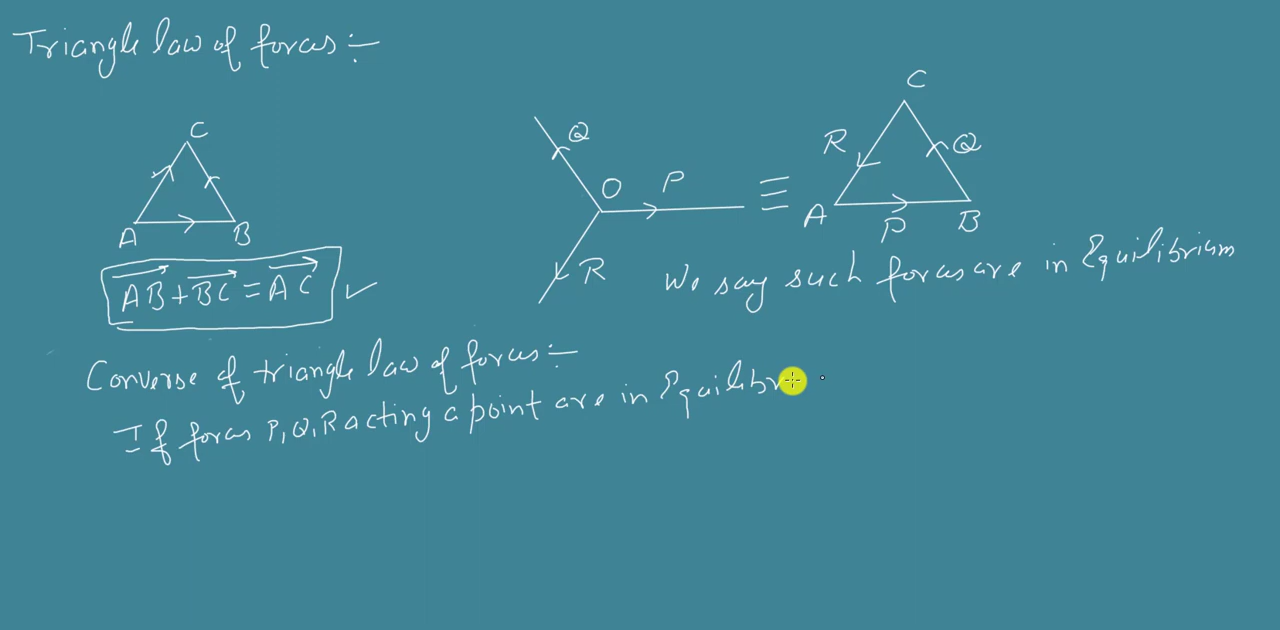 Triangle law of forces :-
C
A B
AB + BC = AC ✓
Q
O P
R
≡
C
R Q
A P B
We say such forces are in Equilibrium
Converse of triangle law of forces :-
If forces P, Q, R acting a point are in Equilibr